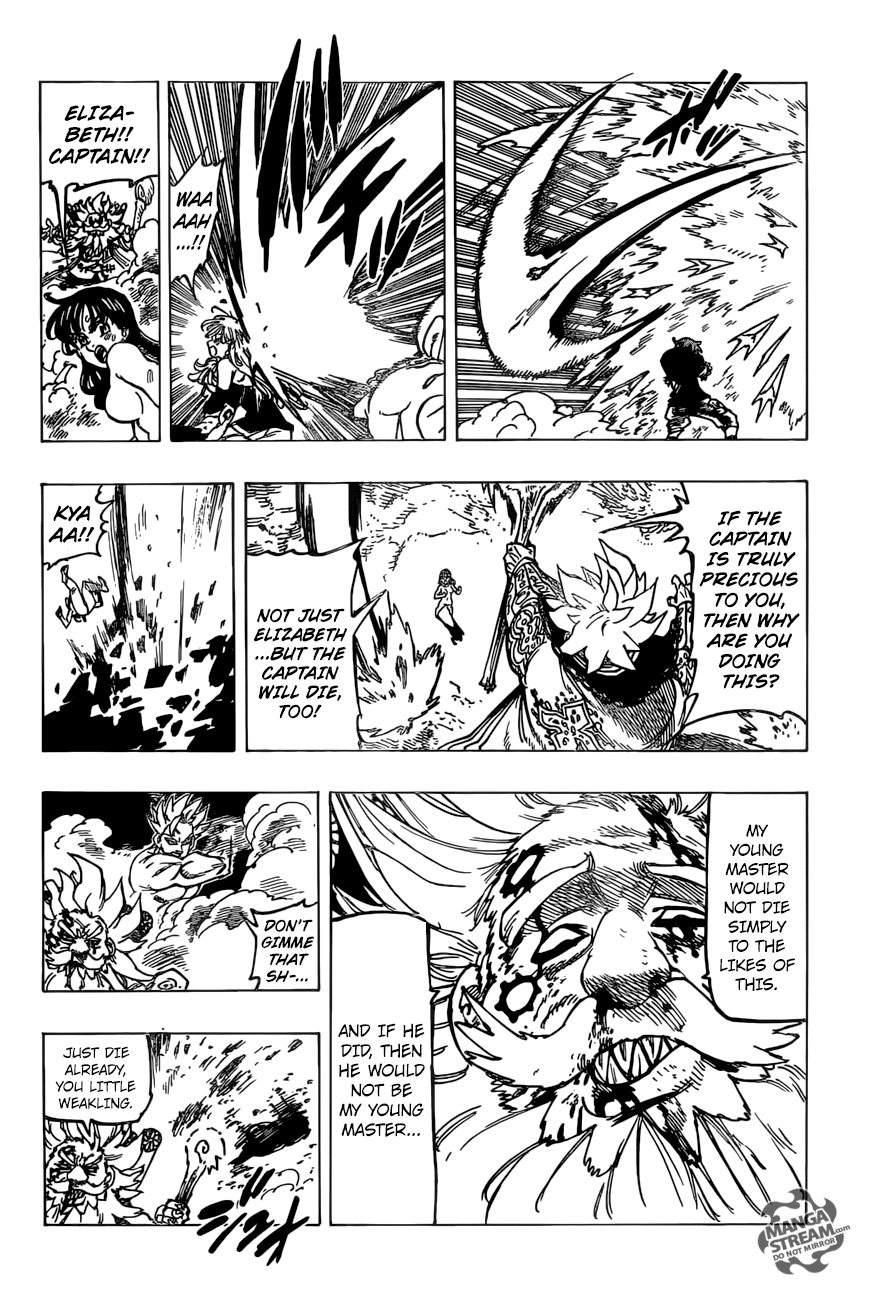 WAA
AAH
...!!
ELIZA-
BETH!!
CAPTAIN!!
IF THE
CAPTAIN
IS TRULY
PRECIOUS
TO YOU,
THEN WHY
ARE YOU
DOING
THIS?
NOT JUST
ELIZABETH
...BUT THE
CAPTAIN
WILL DIE,
TOO!
KYA
AA!!
MY
YOUNG
MASTER
WOULD
NOT DIE
SIMPLY
TO THE
LIKES OF
THIS.
AND IF HE
DID, THEN
HE WOULD
NOT BE
MY YOUNG
MASTER...
DON'T
GIMME
THAT
SH-...
JUST DIE
ALREADY,
YOU LITTLE
WEAKLING.
MANGA
STREAM.com
DO NOT MIRROR!